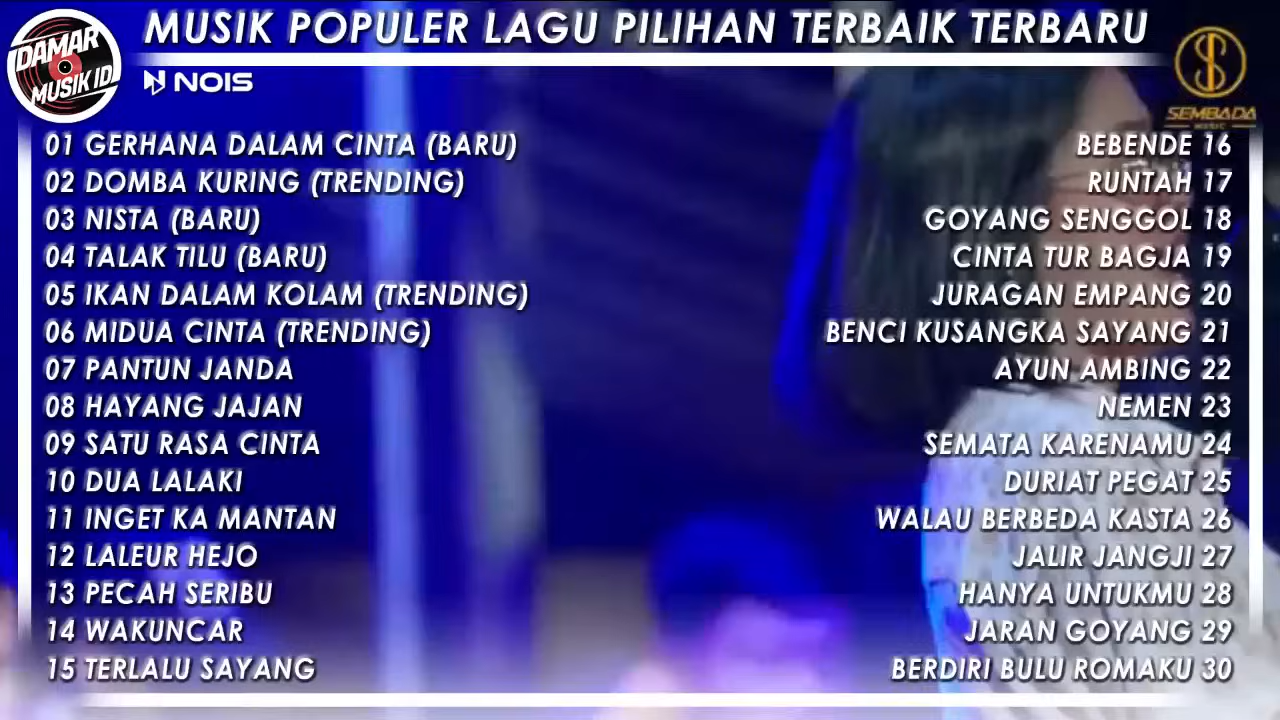 DAMAR
MUSIK ID
MUSIK POPULER LAGU PILIHAN TERBAIK TERBARU
NOIS
SEMBADA
MUSIC
01 GERHANA DALAM CINTA (BARU)
02 DOMBA KURING (TRENDING)
03 NISTA (BARU)
04 TALAK TILU (BARU)
05 IKAN DALAM KOLAM (TRENDING)
06 MIDUA CINTA (TRENDING)
07 PANTUN JANDA
08 HAYANG JAJAN
09 SATU RASA CINTA
10 DUA LALAKI
11 INGET KA MANTAN
12 LALEUR HEJO
13 PECAH SERIBU
14 WAKUNCAR
15 TERLALU SAYANG
BEBENDE 16
RUNTAH 17
GOYANG SENGGOL 18
CINTA TUR BAGJA 19
JURAGAN EMPANG 20
BENCI KUSANGKA SAYANG 21
AYUN AMBING 22
NEMEN 23
SEMATA KARENAMU 24
DURIAT PEGAT 25
WALAU BERBEDA KASTA 26
JALIR JANGJI 27
HANYA UNTUKMU 28
JARAN GOYANG 29
BERDIRI BULU ROMAKU 30